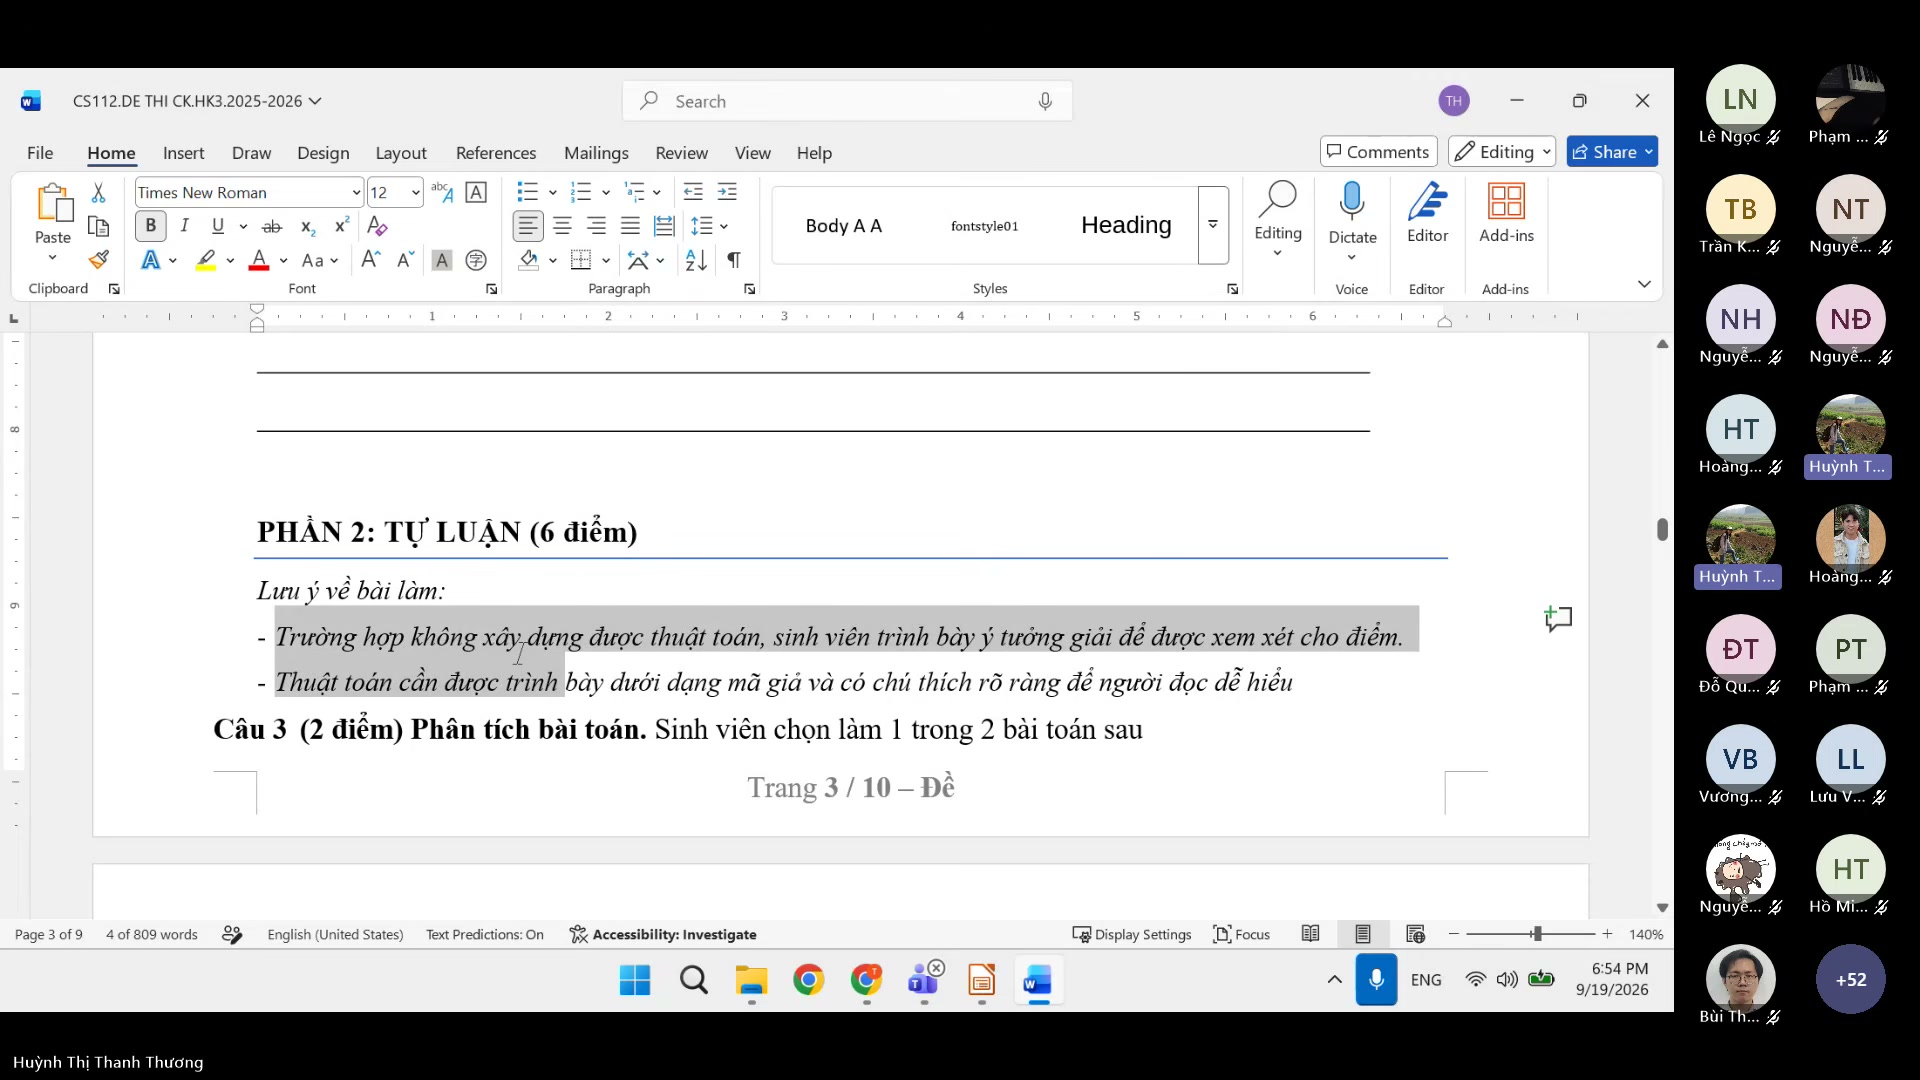 CS112.DE THI CK.HK3.2025-2026
Search
TH
File Home Insert Draw Design Layout References Mailings Review View Help
Comments Editing Share
Paste
Times New Roman 12
Body A A
fontstyle01
Heading
Editing
Dictate
Editor
Add-ins
Clipboard Font Paragraph Styles Voice Editor Add-ins
1 2 3 4 5 6
8
9
PHẦN 2: TỰ LUẬN (6 điểm)
Lưu ý về bài làm:
- Trường hợp không xây dựng được thuật toán, sinh viên trình bày ý tưởng giải để được xem xét cho điểm.
- Thuật toán cần được trình bày dưới dạng mã giả và có chú thích rõ ràng để người đọc dễ hiểu
Câu 3 (2 điểm) Phân tích bài toán. Sinh viên chọn làm 1 trong 2 bài toán sau
Trang 3 / 10 – Đề
Page 3 of 9 4 of 809 words English (United States) Text Predictions: On Accessibility: Investigate Display Settings Focus 140%
ENG
6:54 PM
9/19/2026
LN
Lê Ngọc Phạm ...
TB NT
Trần K... Nguyễ...
NH NĐ
Nguyễ... Nguyễ...
HT
Hoàng... Huỳnh T...
Huỳnh T... Hoàng...
ĐT PT
Đỗ Qu... Phạm ...
VB LL
Vương... Lưu V...
HT
Nguyễ... Hồ Mi...
+52
Bùi Th...
Huỳnh Thị Thanh Thương